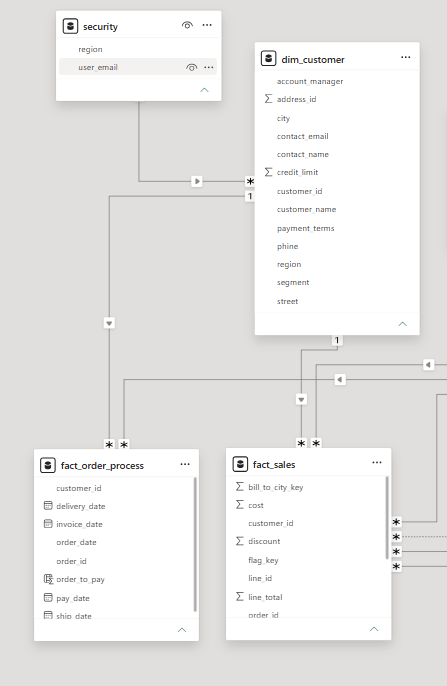 security
region
user_email
dim_customer
account_manager
address_id
city
contact_email
contact_name
credit_limit
customer_id
customer_name
payment_terms
phine
region
segment
street
*
1
1
*
*
*
*
fact_order_process
customer_id
delivery_date
invoice_date
order_date
order_id
order_to_pay
pay_date
ship_date
fact_sales
bill_to_city_key
cost
customer_id
discount
flag_key
line_id
line_total
order_id
*
*
*
*